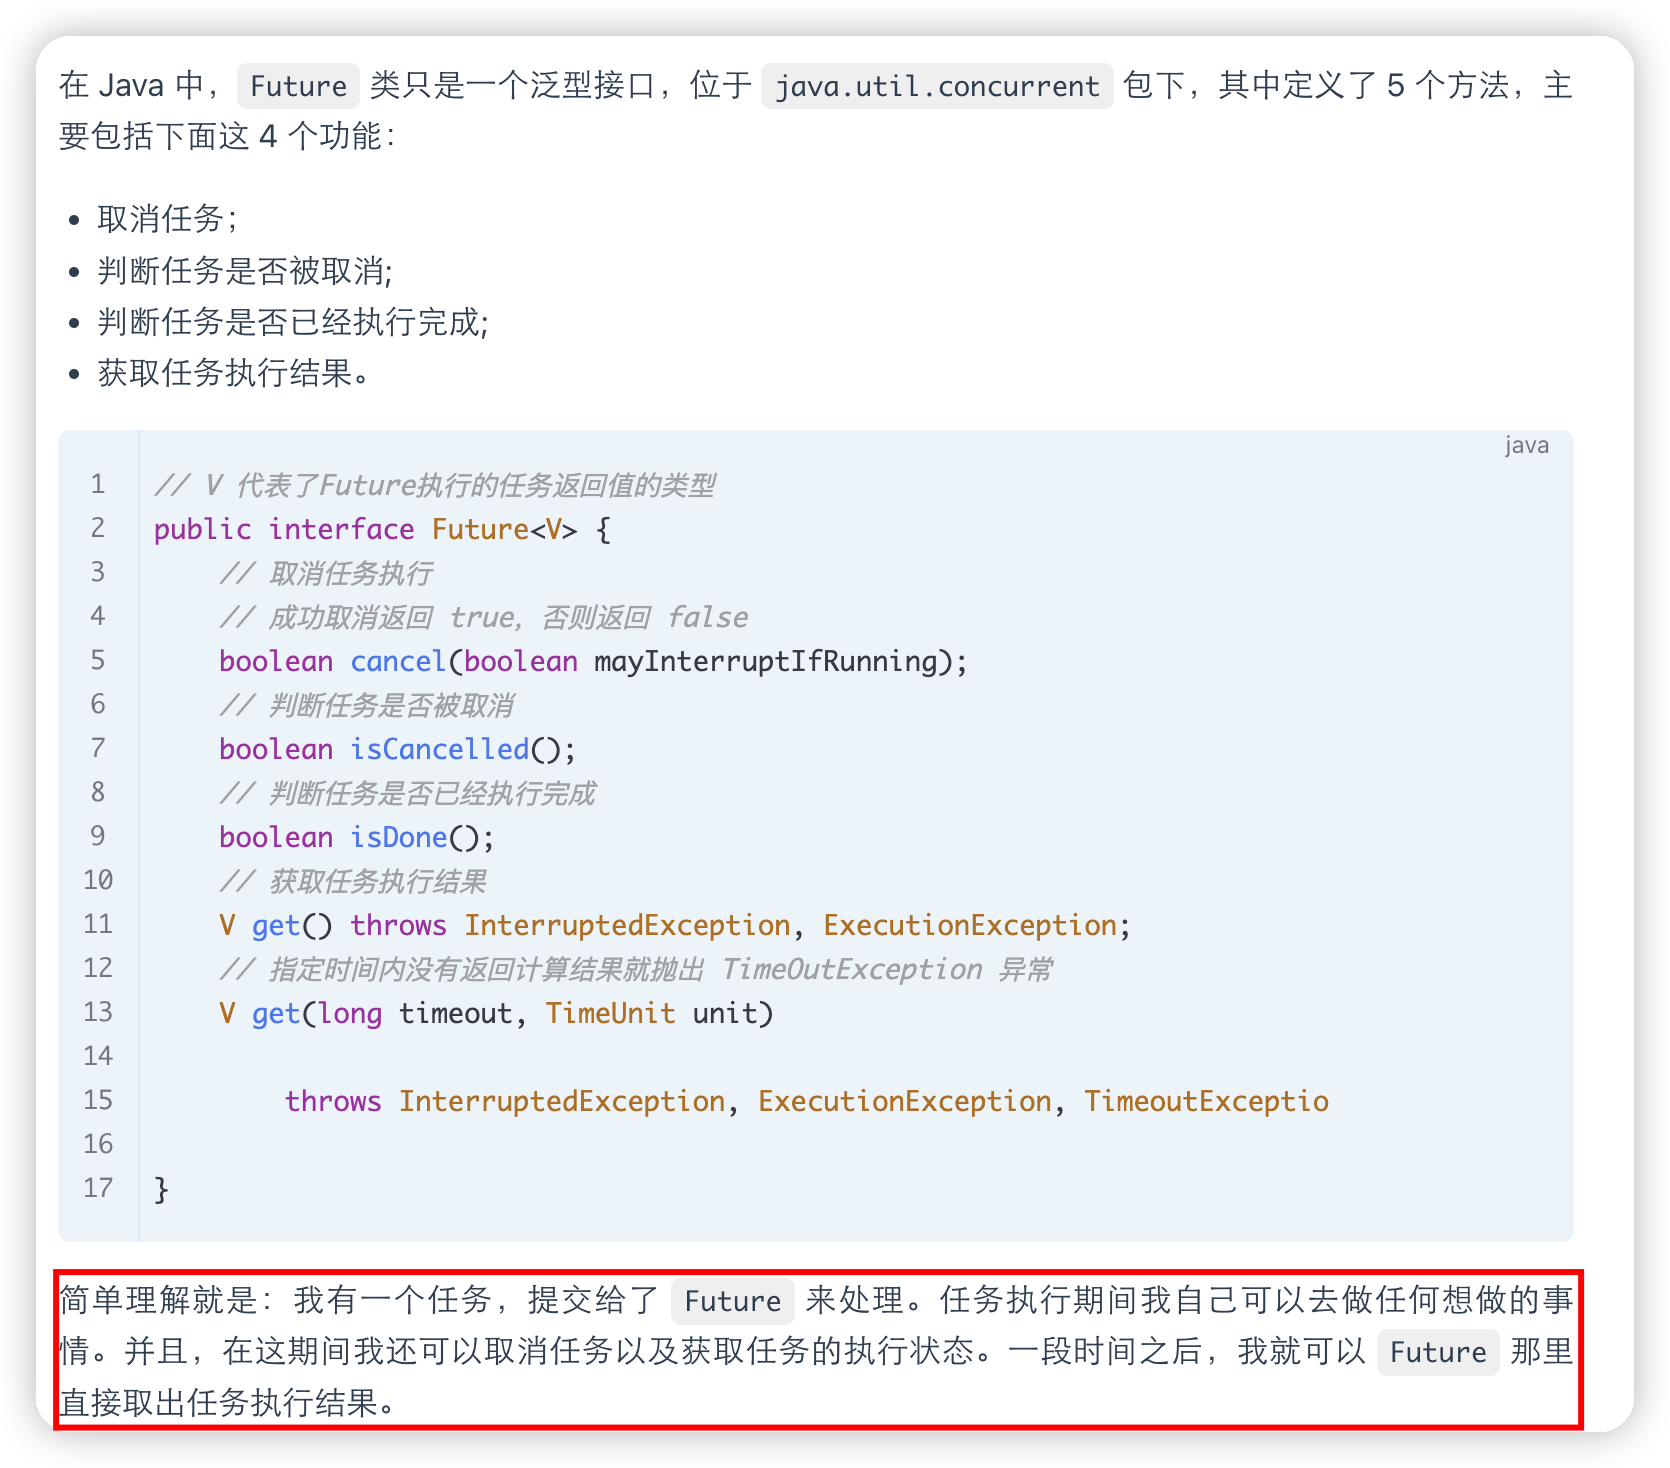 在 Java 中， Future 类只是一个泛型接口，位于 java.util.concurrent 包下，其中定义了 5 个方法，主
要包括下面这 4 个功能：
• 取消任务；
• 判断任务是否被取消;
• 判断任务是否已经执行完成;
• 获取任务执行结果。
java
1 // V 代表了Future执行的任务返回值的类型
2 public interface Future<V> {
3     // 取消任务执行
4     // 成功取消返回 true，否则返回 false
5     boolean cancel(boolean mayInterruptIfRunning);
6     // 判断任务是否被取消
7     boolean isCancelled();
8     // 判断任务是否已经执行完成
9     boolean isDone();
10     // 获取任务执行结果
11     V get() throws InterruptedException, ExecutionException;
12     // 指定时间内没有返回计算结果就抛出 TimeOutException 异常
13     V get(long timeout, TimeUnit unit)
14
15         throws InterruptedException, ExecutionException, TimeoutExceptio
16
17 }
简单理解就是：我有一个任务，提交给了 Future 来处理。任务执行期间我自己可以去做任何想做的事
情。并且，在这期间我还可以取消任务以及获取任务的执行状态。一段时间之后，我就可以 Future 那里
直接取出任务执行结果。